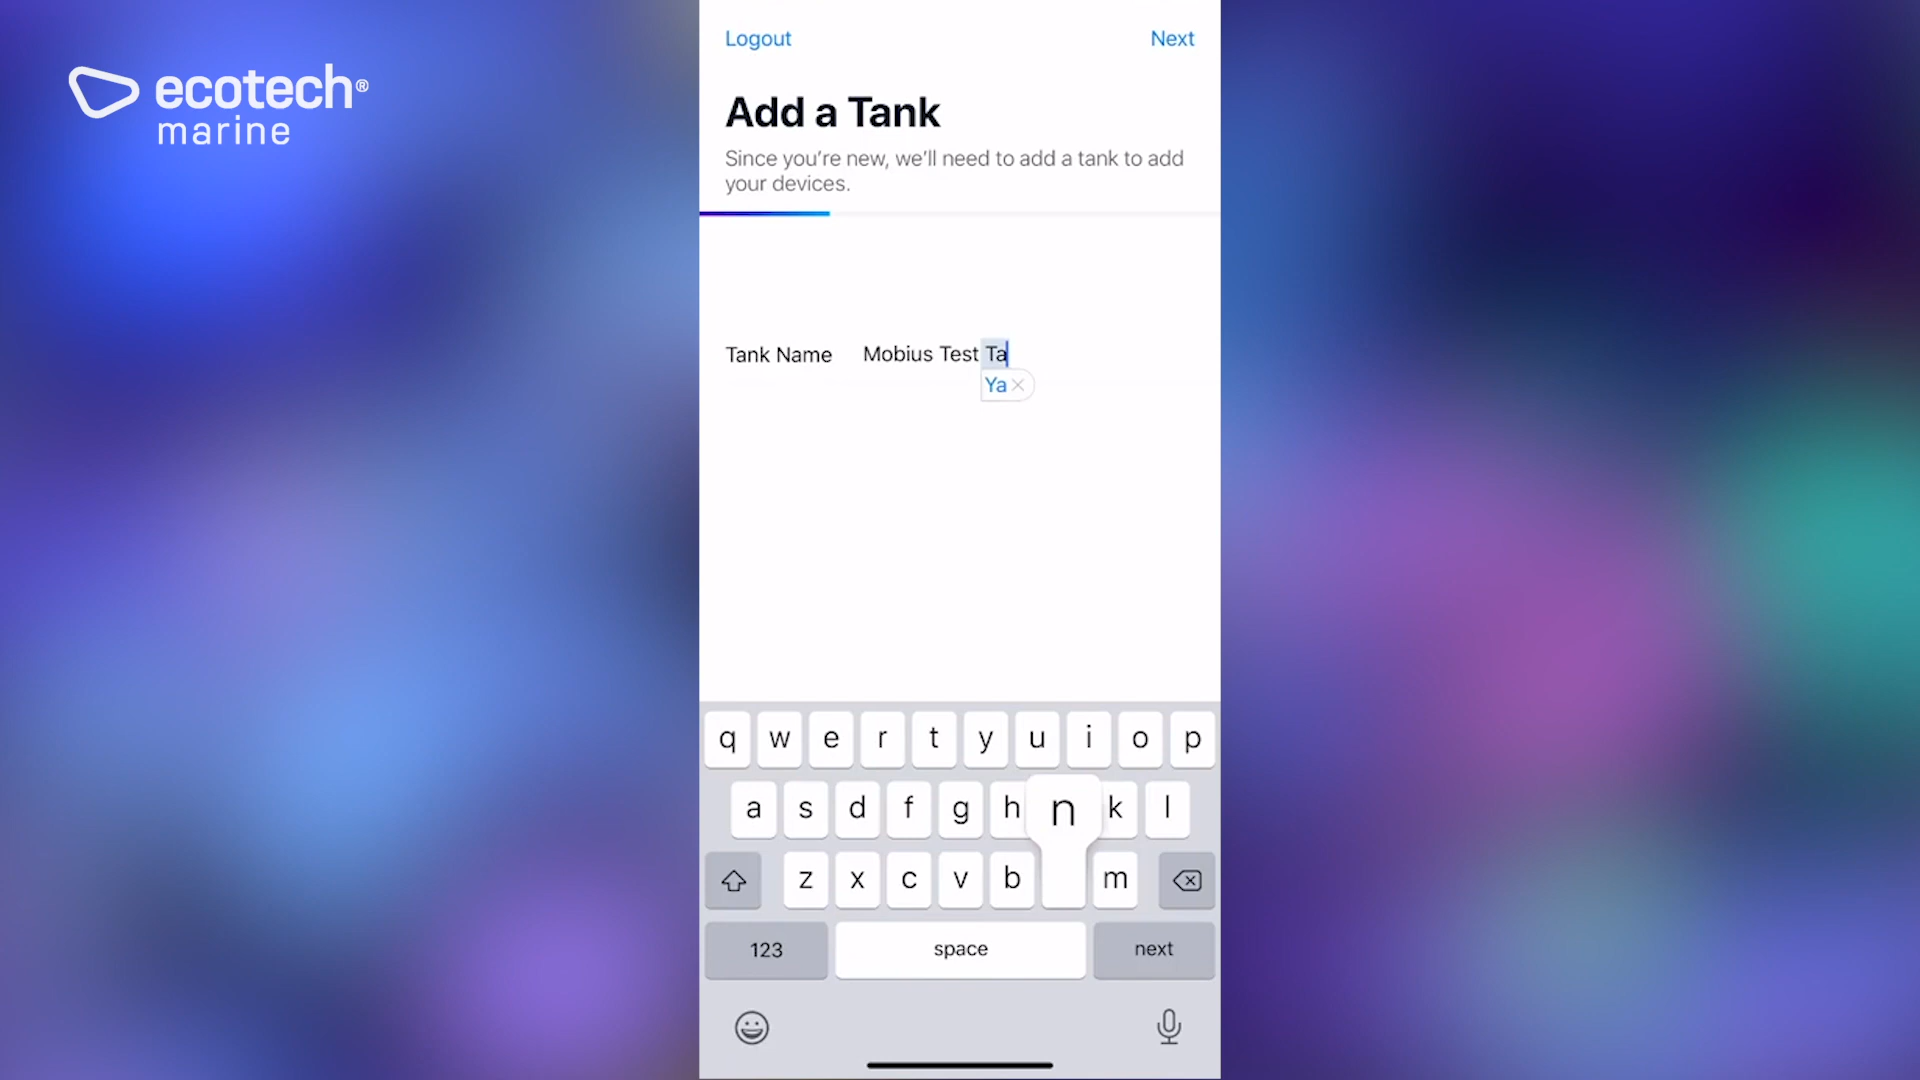 ecotech®
marine
Logout
Next
Add a Tank
Since you're new, we'll need to add a tank to add
your devices.
Tank Name
Mobius Test Ta
Ya
q w e r t y u i o p
a s d f g h n k l
z x c v b m
123
space
next